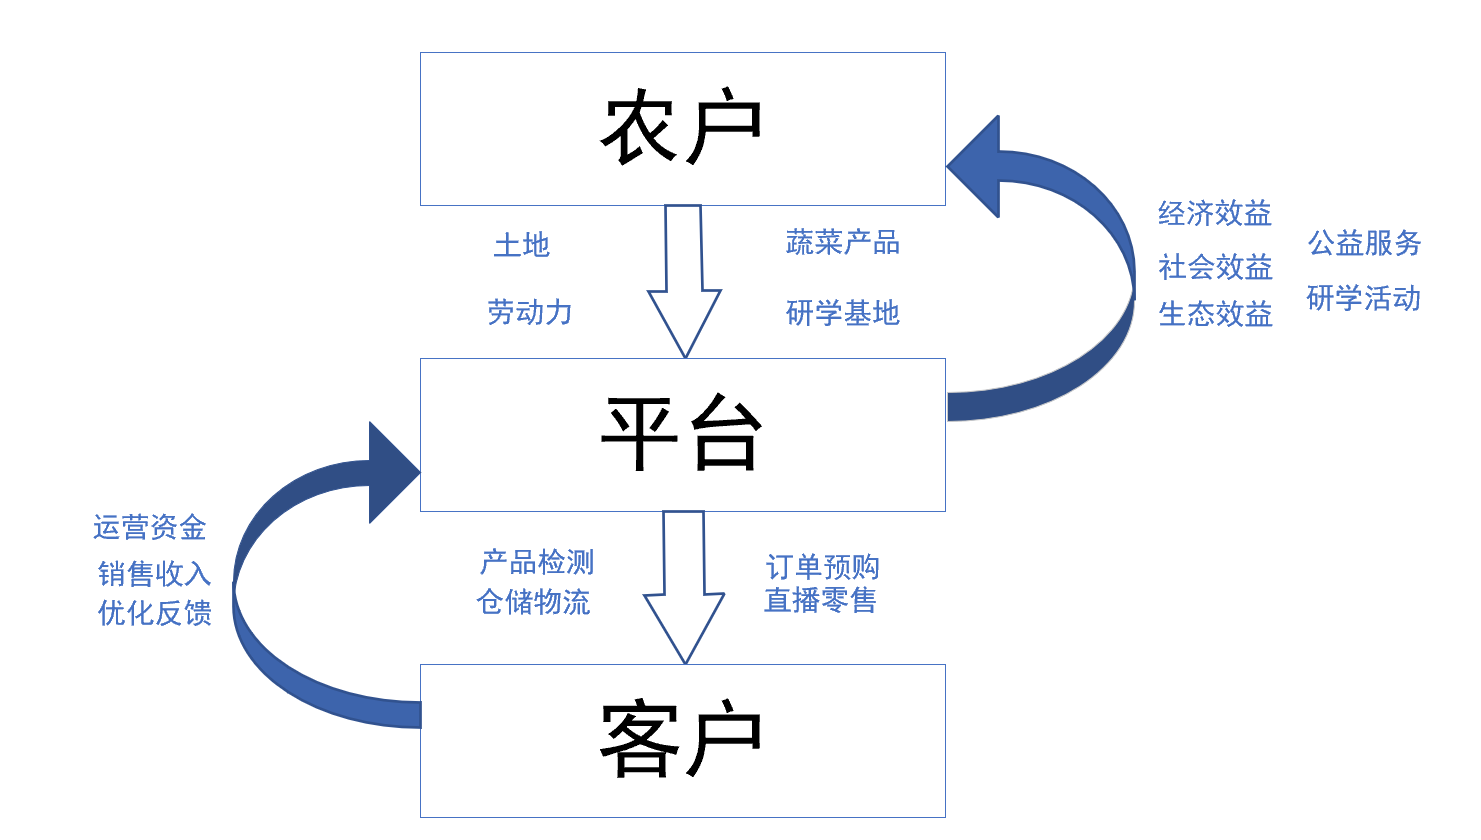 农户
土地
蔬菜产品
劳动力
研学基地
经济效益
社会效益
生态效益
公益服务
研学活动
平台
运营资金
销售收入
优化反馈
产品检测
仓储物流
订单预购
直播零售
客户